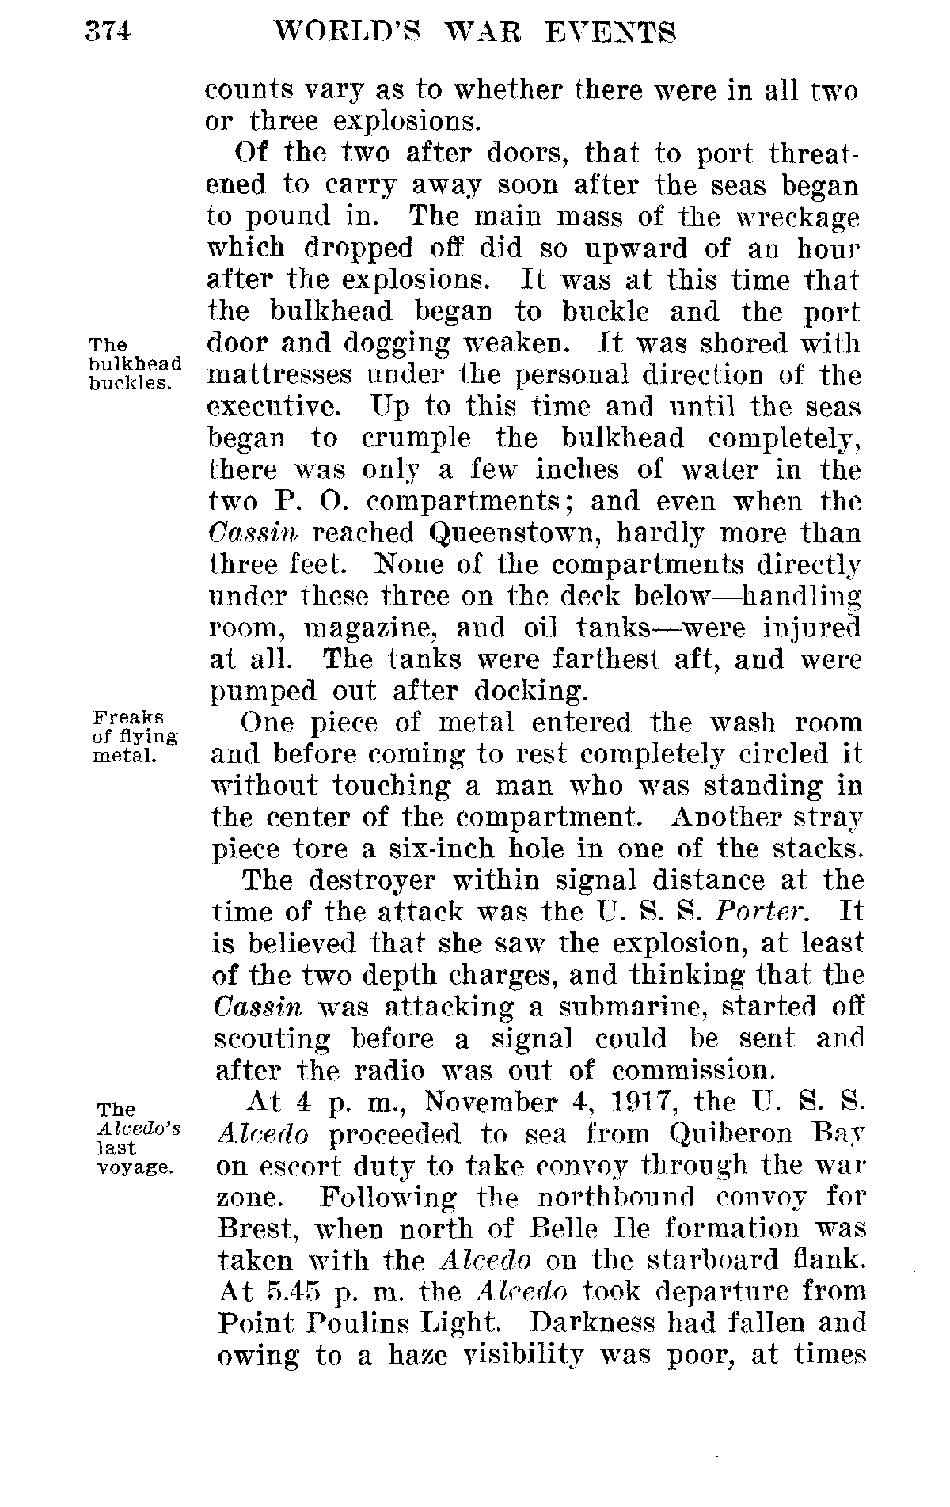 374 WORLD'S WAR EVENTS
counts vary as to whether there were in all two
or three explosions.
Of the two after doors, that to port threat-
ened to carry away soon after the seas began
to pound in. The main mass of the wreckage
which dropped off did so upward of an hour
after the explosions. It was at this time that
the bulkhead began to buckle and the port
The
bulkhead
buckles.
door and dogging weaken. It was shored with
mattresses under the personal direction of the
executive. Up to this time and until the seas
began to crumple the bulkhead completely,
there was only a few inches of water in the
two P. O. compartments; and even when the
Cassin reached Queenstown, hardly more than
three feet. None of the compartments directly
under these three on the deck below—handling
room, magazine, and oil tanks—were injured
at all. The tanks were farthest aft, and were
pumped out after docking.
Freaks
of flying
metal.
One piece of metal entered the wash room
and before coming to rest completely circled it
without touching a man who was standing in
the center of the compartment. Another stray
piece tore a six-inch hole in one of the stacks.
The destroyer within signal distance at the
time of the attack was the U. S. S. Porter. It
is believed that she saw the explosion, at least
of the two depth charges, and thinking that the
Cassin was attacking a submarine, started off
scouting before a signal could be sent and
after the radio was out of commission.
The
Alcedo's
last
voyage.
At 4 p. m., November 4, 1917, the U. S. S.
Alcedo proceeded to sea from Quiberon Bay
on escort duty to take convoy through the war
zone. Following the northbound convoy for
Brest, when north of Belle Ile formation was
taken with the Alcedo on the starboard flank.
At 5.45 p. m. the Alcedo took departure from
Point Poulins Light. Darkness had fallen and
owing to a haze visibility was poor, at times